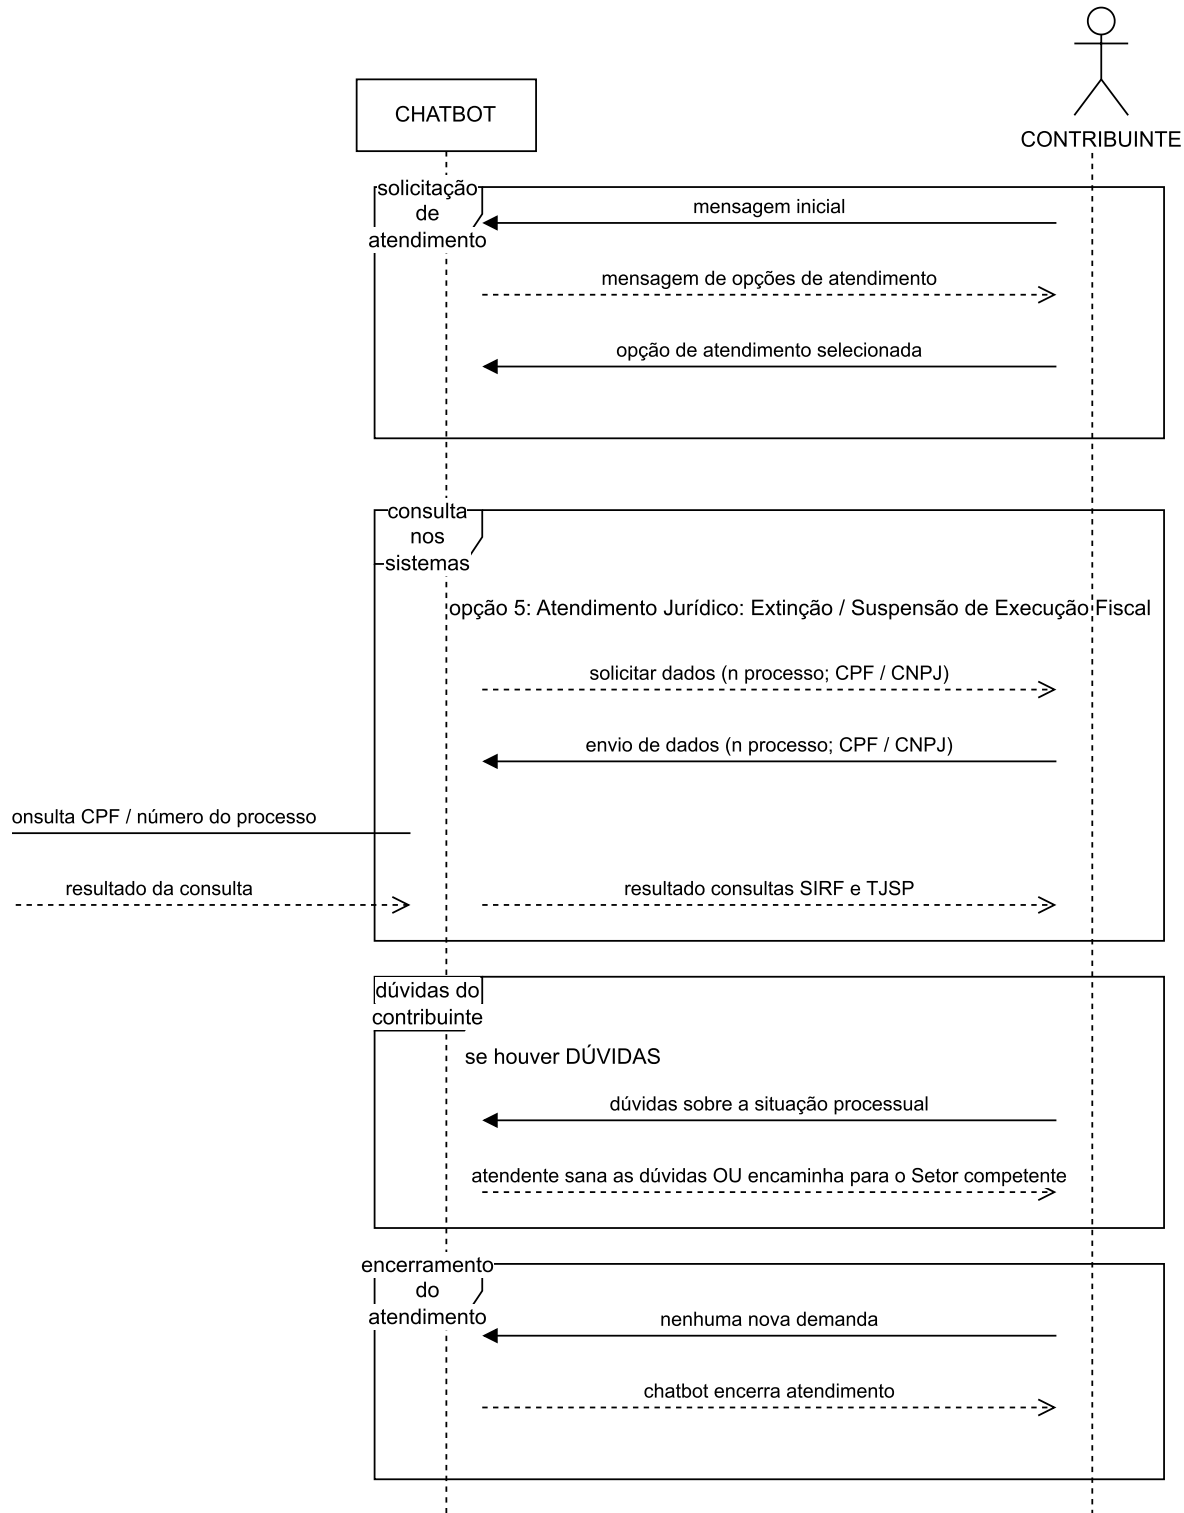 CHATBOT
CONTRIBUINTE
solicitação
de
atendimento
mensagem inicial
mensagem de opções de atendimento
opção de atendimento selecionada
consulta
nos
sistemas
opção 5: Atendimento Jurídico: Extinção / Suspensão de Execução Fiscal
solicitar dados (n processo; CPF / CNPJ)
envio de dados (n processo; CPF / CNPJ)
onsulta CPF / número do processo
resultado da consulta
resultado consultas SIRF e TJSP
dúvidas do
contribuinte
se houver DÚVIDAS
dúvidas sobre a situação processual
atendente sana as dúvidas OU encaminha para o Setor competente
encerramento
do
atendimento
nenhuma nova demanda
chatbot encerra atendimento